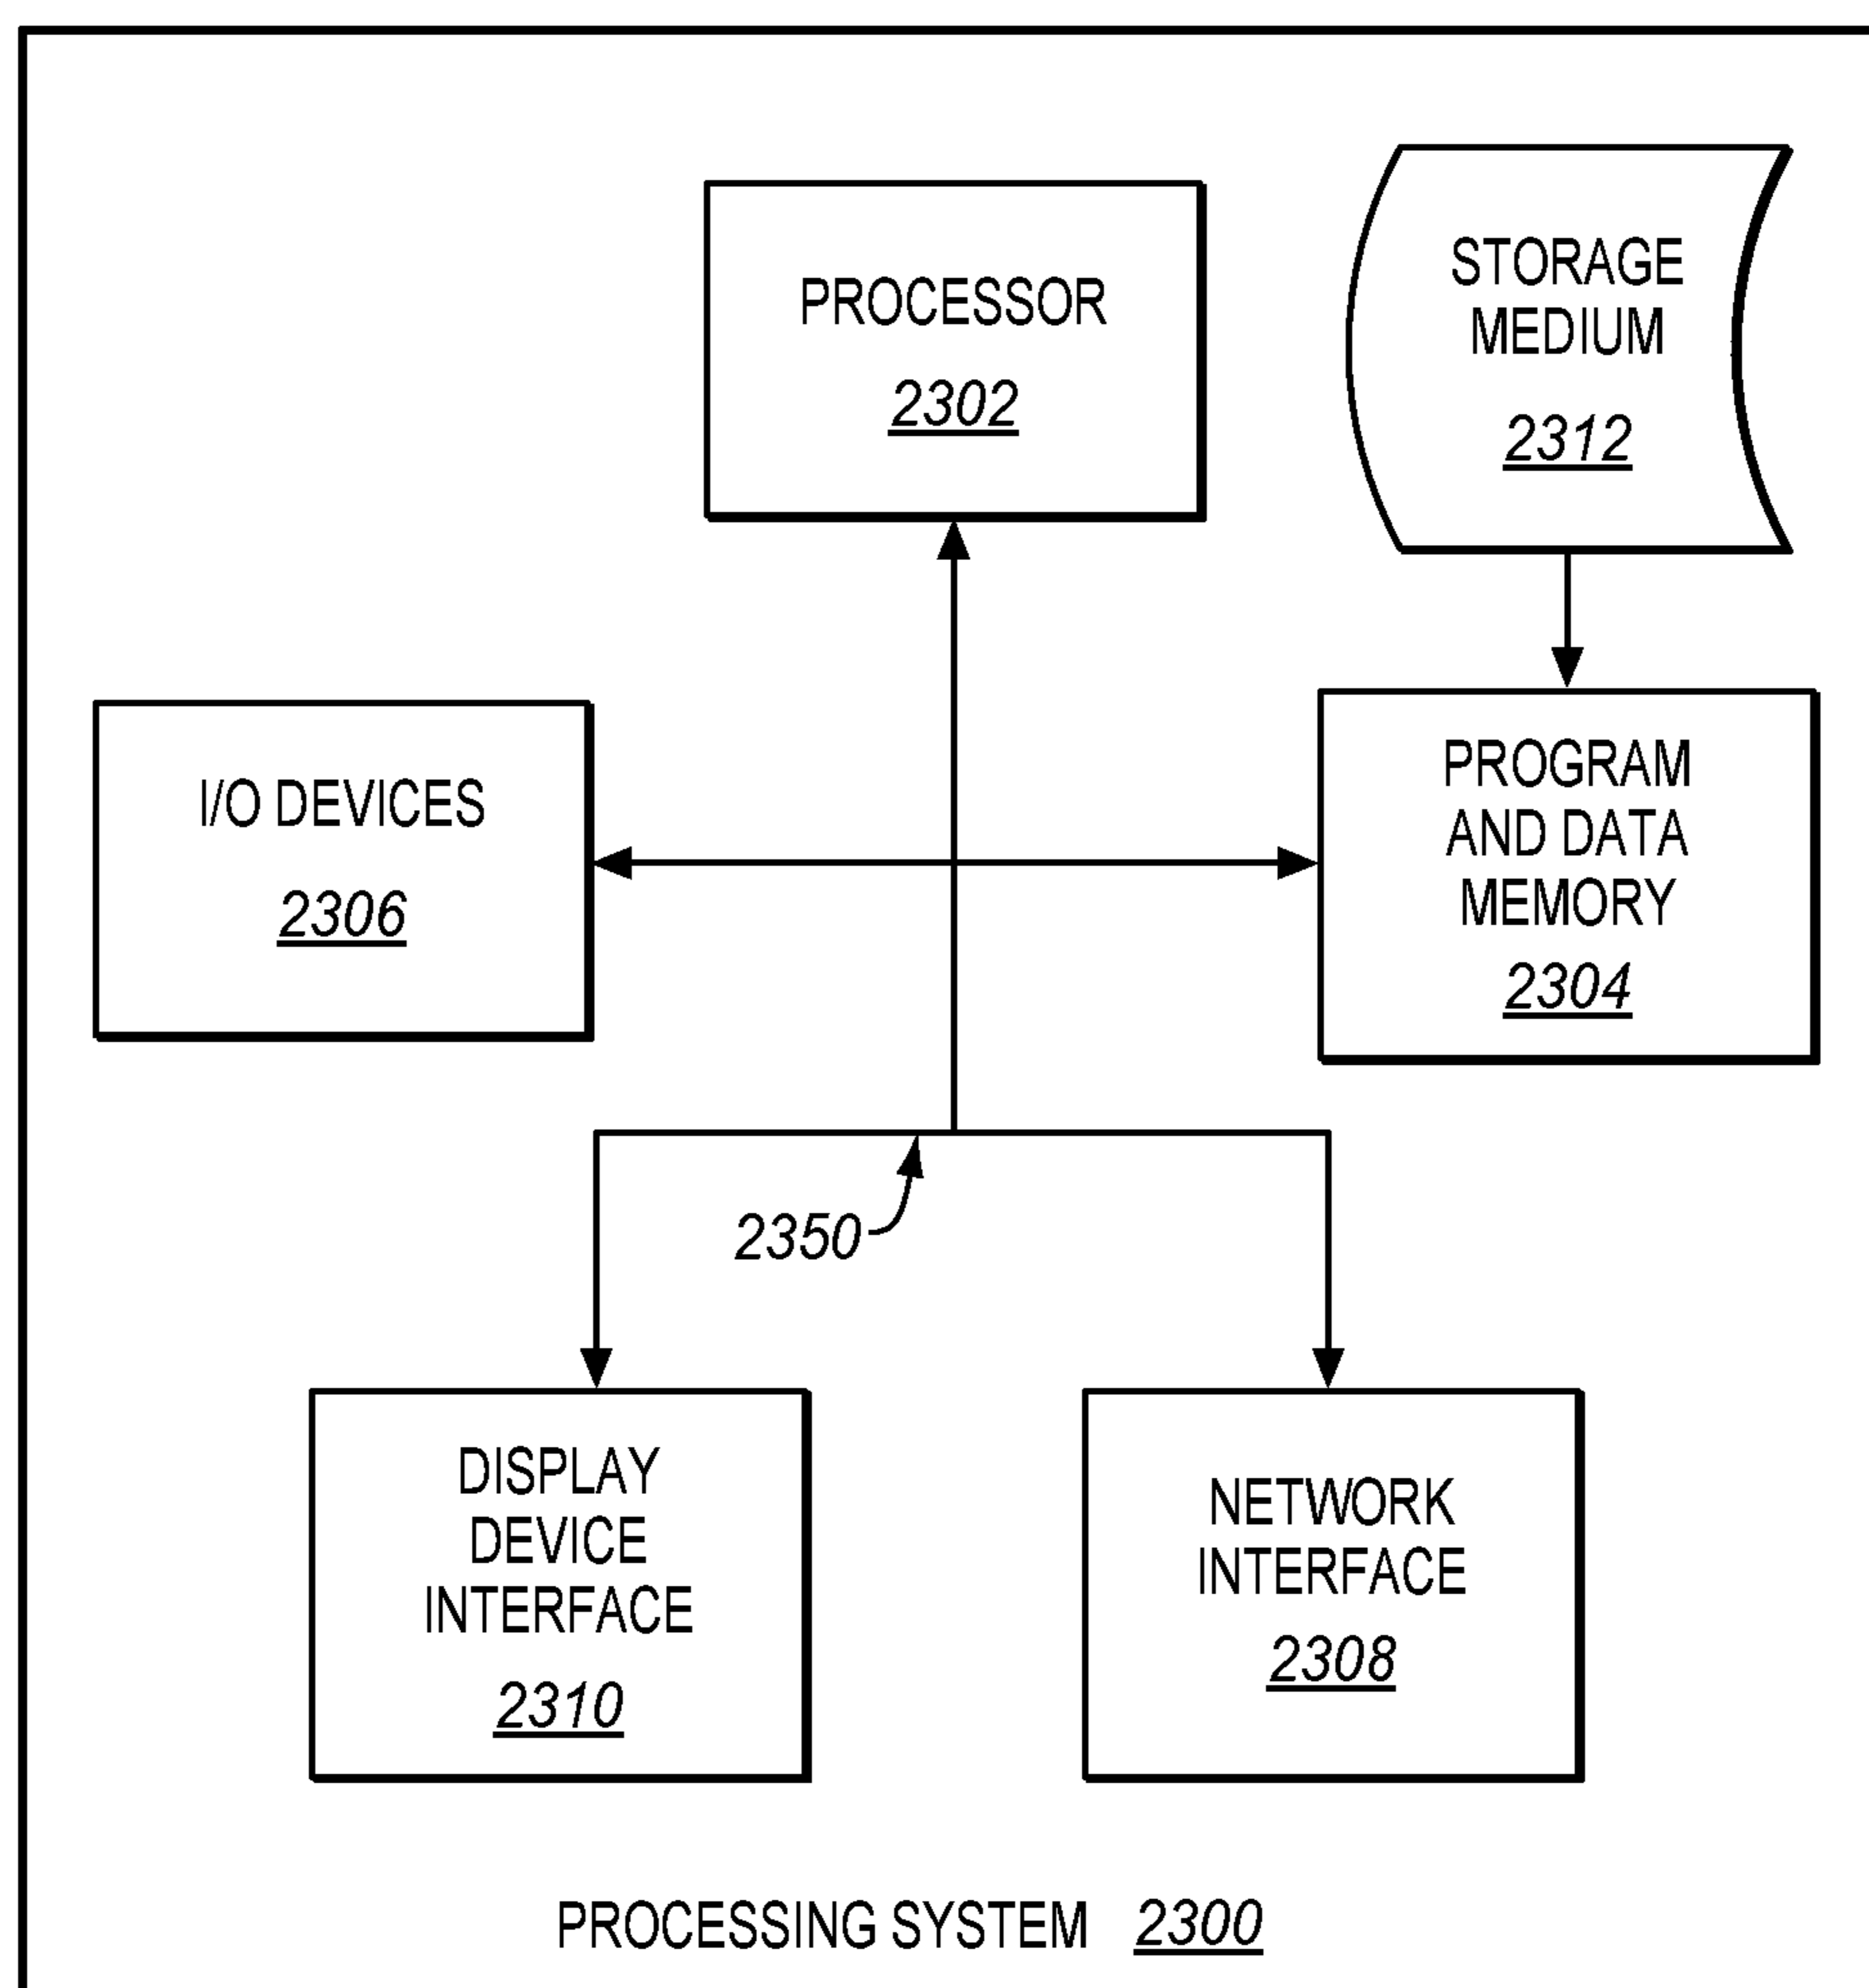 PROCESSOR
2302
STORAGE
MEDIUM
2312
I/O DEVICES
2306
PROGRAM
AND DATA
MEMORY
2304
2350
DISPLAY
DEVICE
INTERFACE
2310
NETWORK
INTERFACE
2308
PROCESSING SYSTEM 2300